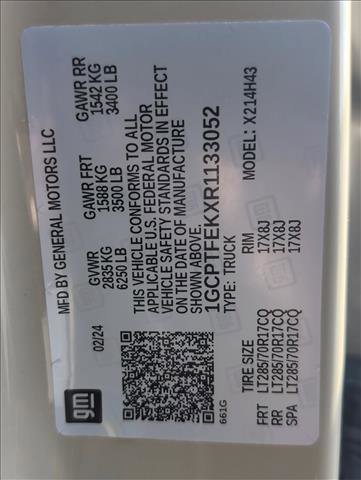 gm
MFD BY GENERAL MOTORS LLC
02/24
GVWR
2835 KG
6250 LB
GAWR FRT
1588 KG
3500 LB
GAWR RR
1542 KG
3400 LB
THIS VEHICLE CONFORMS TO ALL
APPLICABLE U.S. FEDERAL MOTOR
VEHICLE SAFETY STANDARDS IN EFFECT
ON THE DATE OF MANUFACTURE
SHOWN ABOVE.
1GCPTFEKXR1133052
TYPE: TRUCK
MODEL: X214H43
661G
TIRE SIZE RIM
FRT LT285/70R17CQ 17X8J
RR LT285/70R17CQ 17X8J
SPA LT285/70R17CQ 17X8J